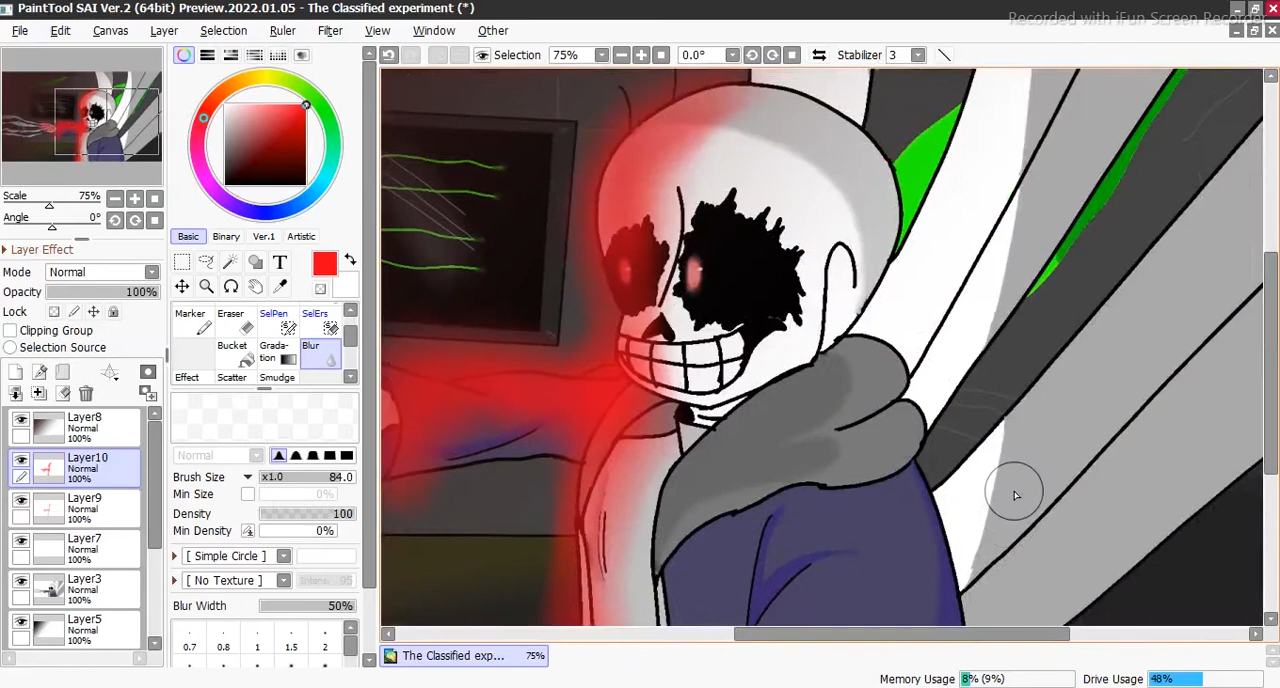 PaintTool SAI Ver.2 (64bit) Preview.2022.01.05 - The Classified experiment (*)
Recorded with iFun Screen Recorder
File Edit Canvas Layer Selection Ruler Filter View Window Other
Selection 75% 0.0° Stabilizer 3
Scale 75%
Angle 0°
Layer Effect
Mode Normal
Opacity 100%
Lock
Clipping Group
Selection Source
Layer8
Normal
100%
Layer10
Normal
100%
Layer9
Normal
100%
Layer7
Normal
100%
Layer3
Normal
100%
Layer5
Normal
100%
Basic Binary Ver.1 Artistic
T
Marker Eraser SelPen SelErs
Bucket Grada-tion Blur
Effect Scatter Smudge
Normal
Brush Size x1.0 84.0
Min Size 0%
Density 100
Min Density 0%
[ Simple Circle ]
[ No Texture ] Intens. 95
Blur Width 50%
0.7 0.8 1 1.5 2
The Classified exp... 75%
Memory Usage 8% (9%) Drive Usage 48%